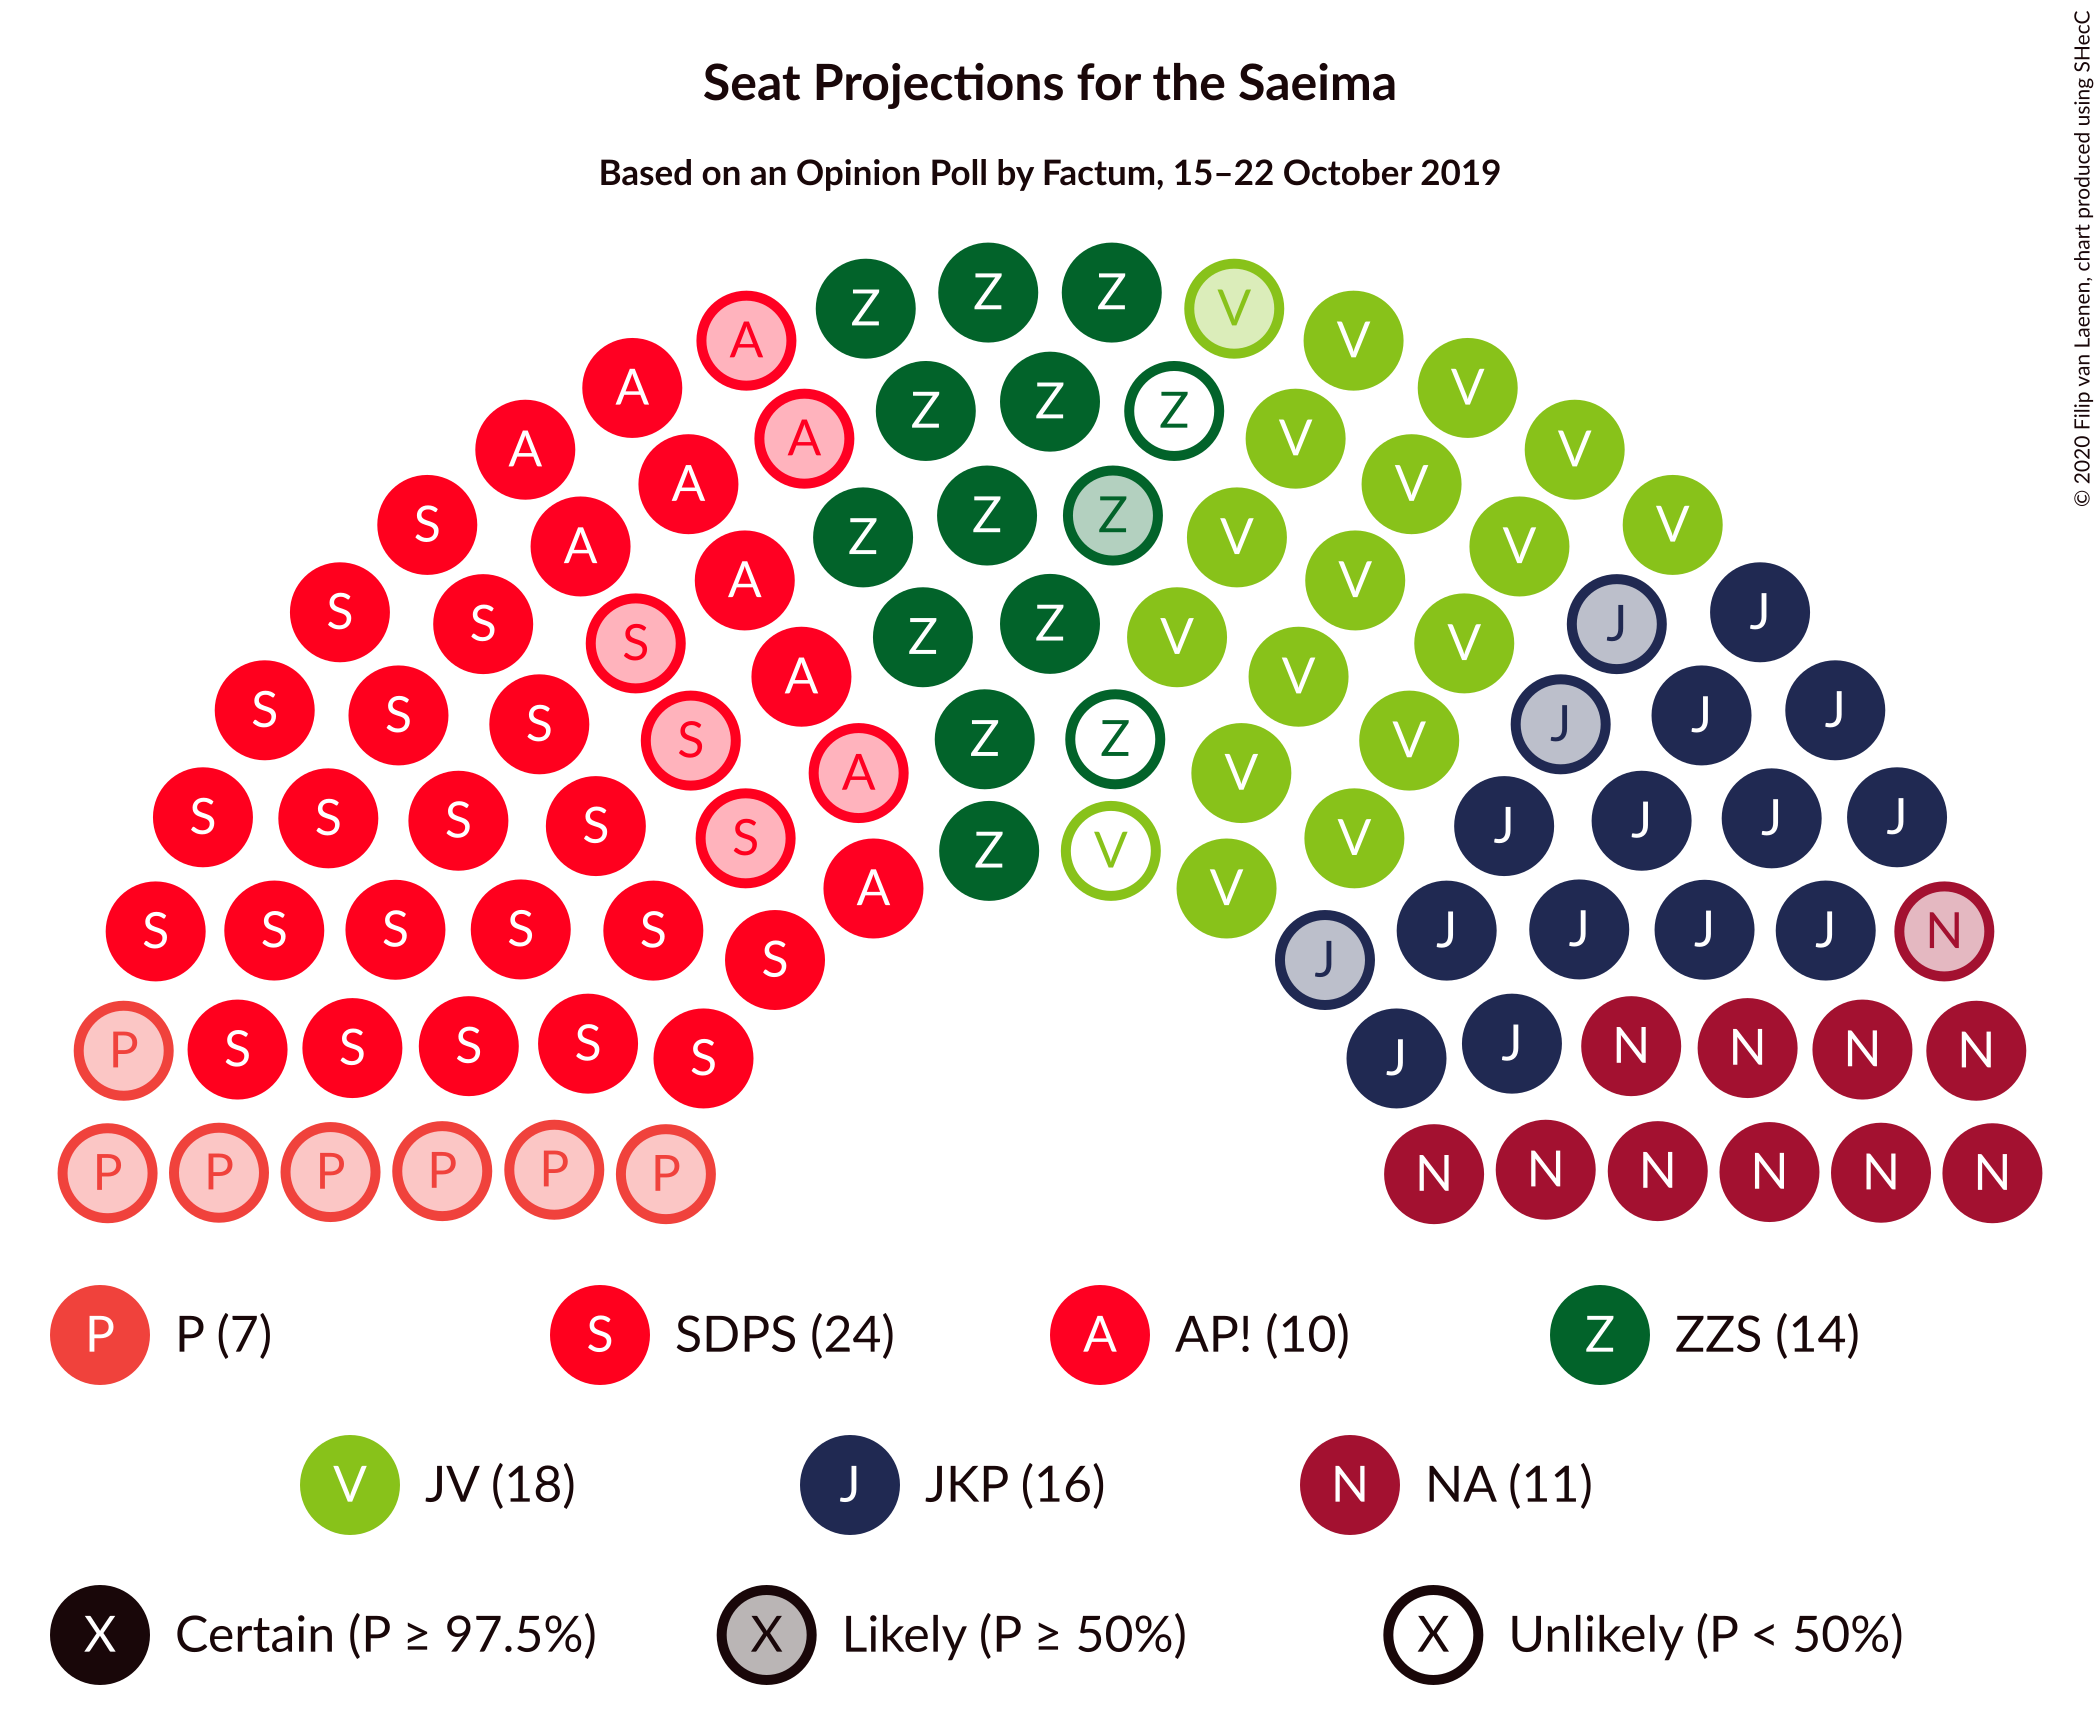 © 2020 Filip van Laenen, chart produced using SHecC
Seat Projections for the Saeima
Based on an Opinion Poll by Factum, 15–22 October 2019
Z Z Z V
A V
A V
Z Z Z
A V
A V
A V
S Z Z V
Z V
A V
A V
S J
S Z J
Z V
S V
A V
S J
S J
S J
S Z Z V
A V
S S S S J J J J
S V
Z V
A V
S S S S S J J J J N
S J
P S S S S S J J N N N N
P P P P P P N N N N N N
P P (7) S SDPS (24) A AP! (10) Z ZZS (14)
V JV (18) J JKP (16) N NA (11)
X Certain (P ≥ 97.5%) X Likely (P ≥ 50%) X Unlikely (P < 50%)